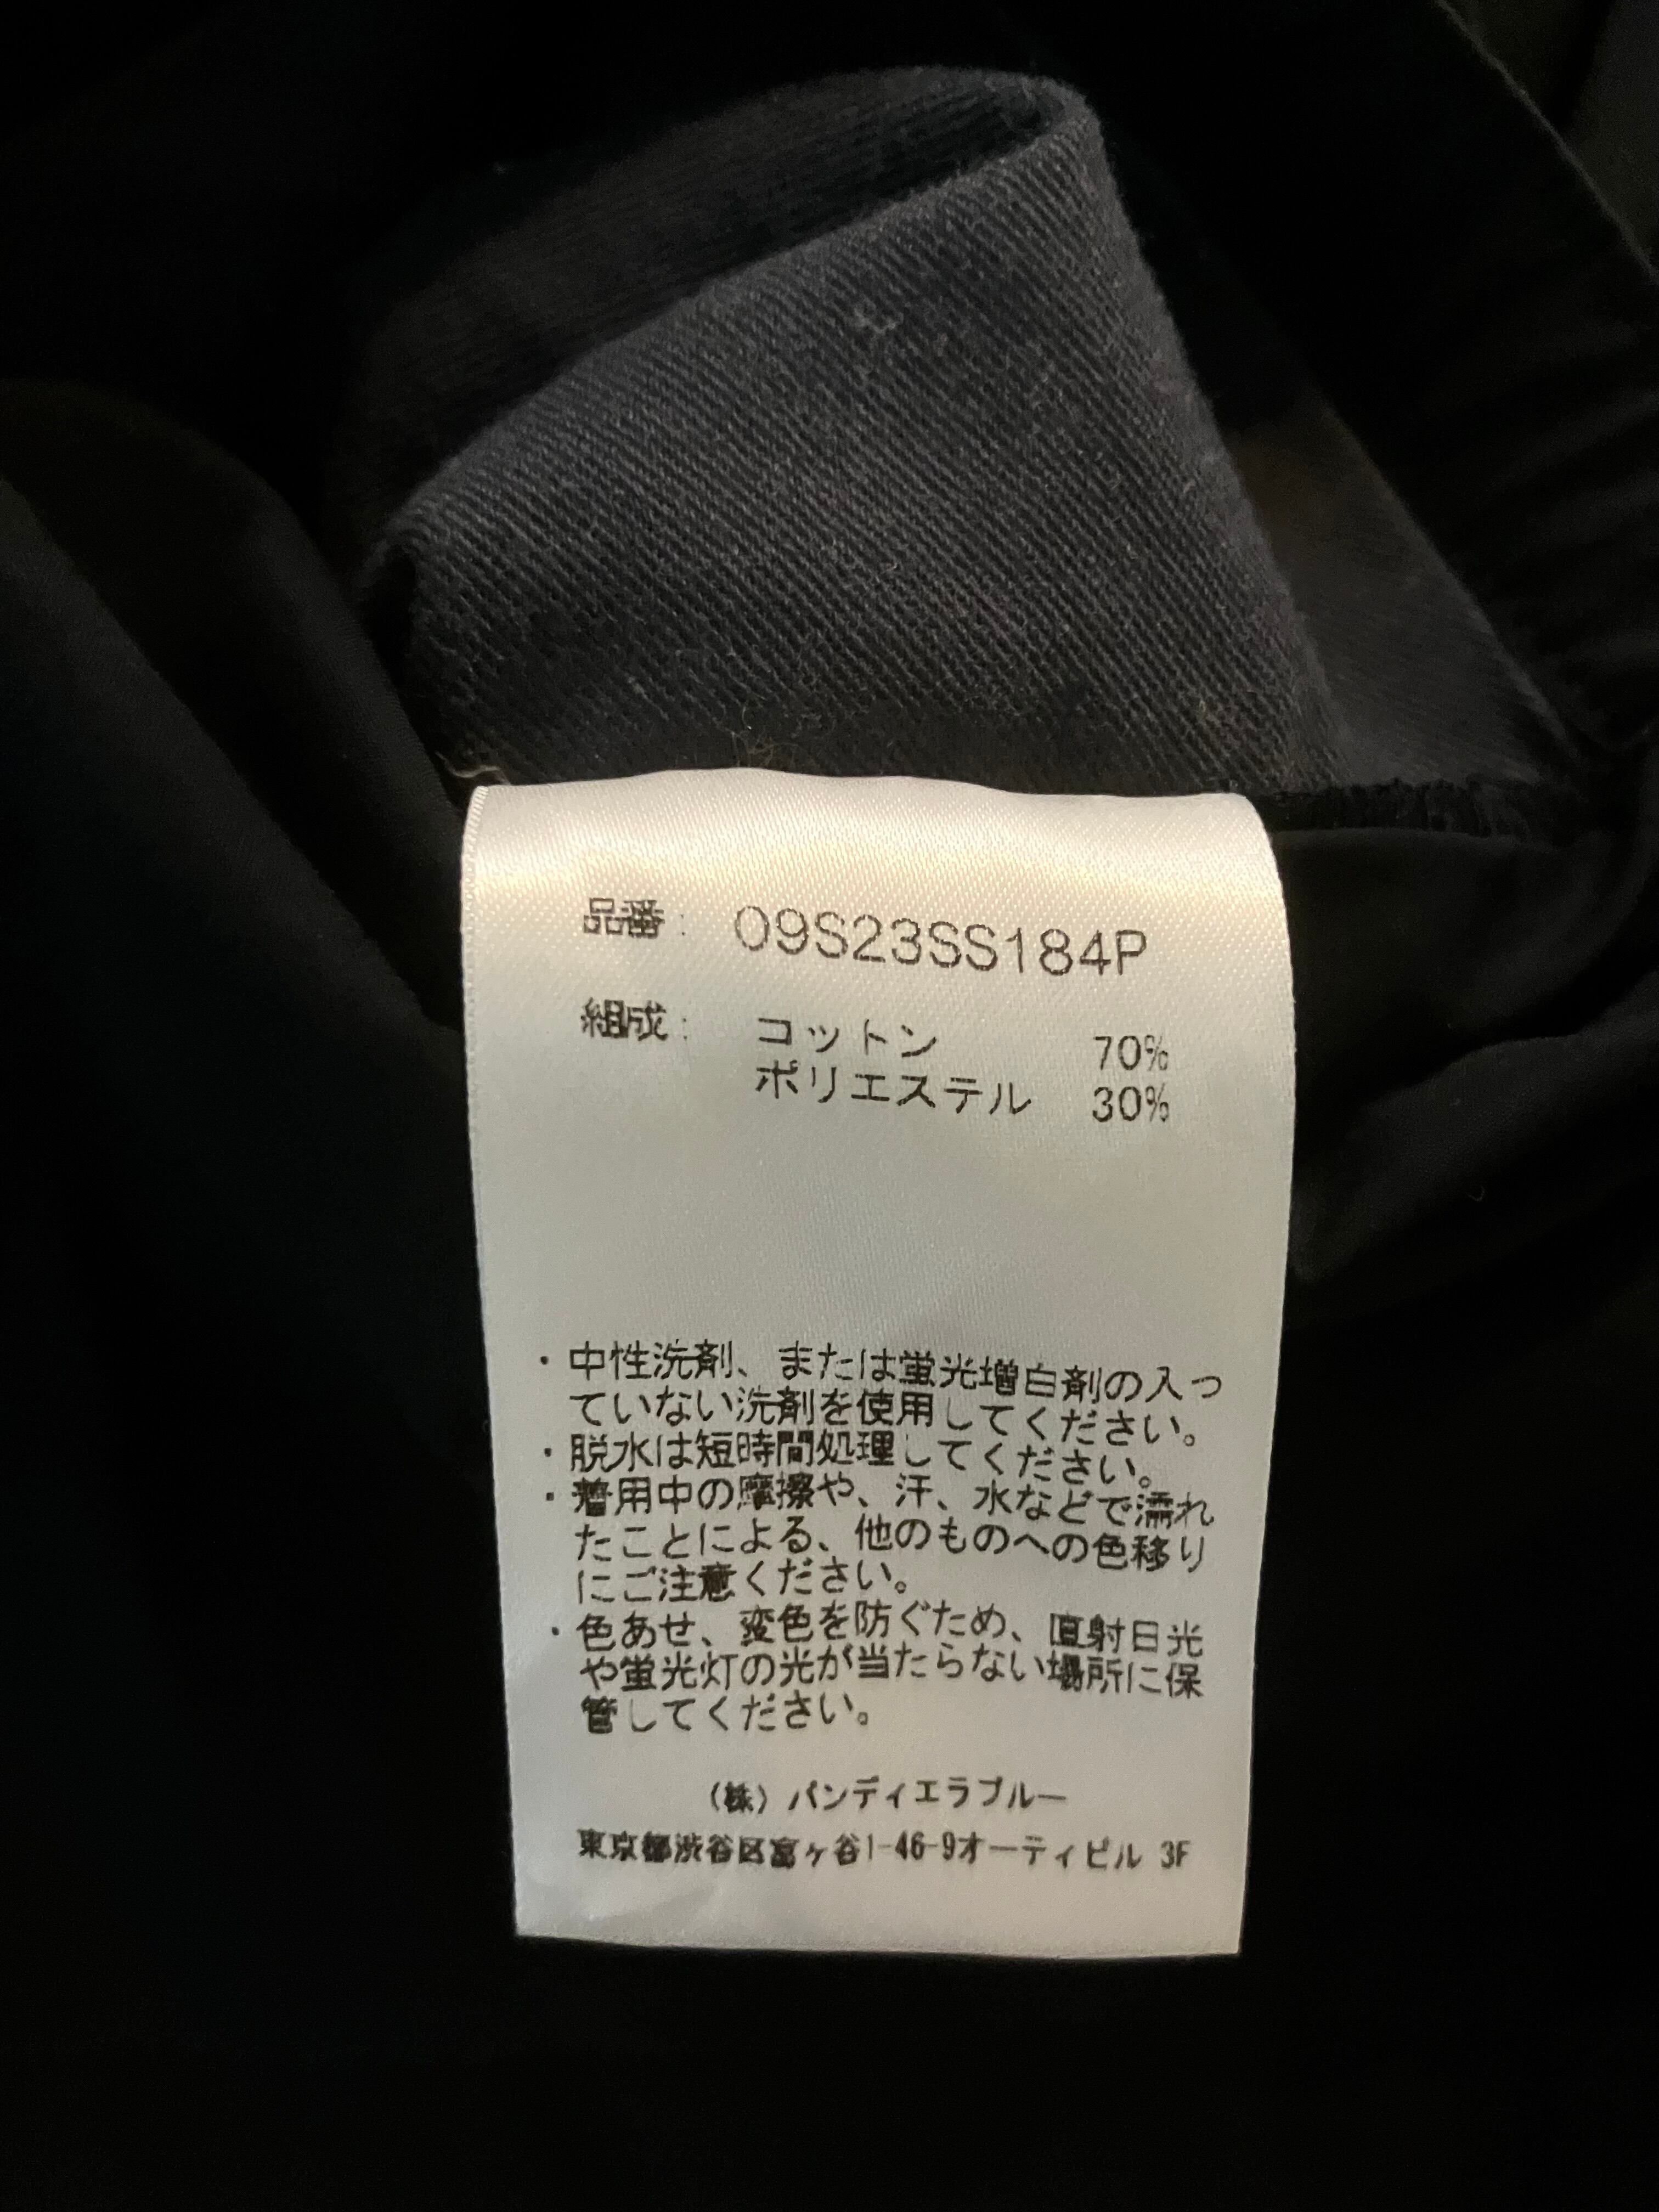 品番: 09S23SS184P
組成: コットン 70%
ポリエステル 30%
・中性洗剤、または蛍光増白剤の入っ
ていない洗剤を使用してください。
・脱水は短時間処理してください。
・着用中の摩擦や、汗、水などで濡れ
たことによる、他のものへの色移り
にご注意ください。
・色あせ、変色を防ぐため、直射日光
や蛍光灯の光が当たらない場所に保
管してください。
(株) バンディエラブルー
東京都渋谷区富ヶ谷1-46-9オーティビル 3F